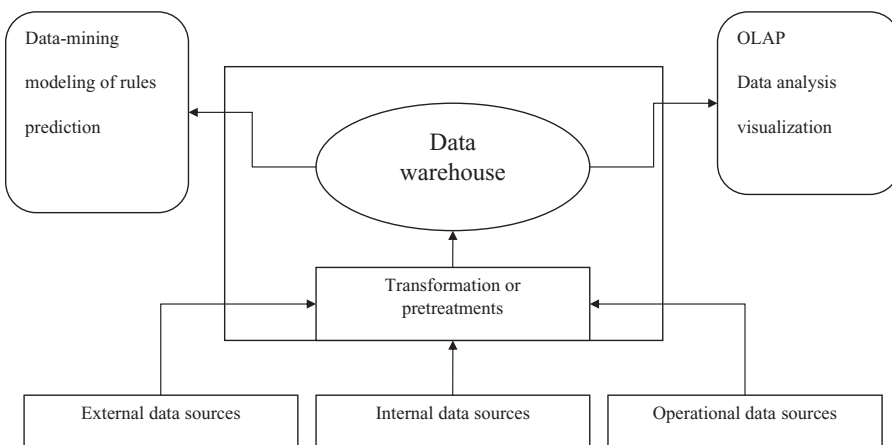 Data-mining
modeling of rules
prediction
OLAP
Data analysis
visualization
Data
warehouse
Transformation or
pretreatments
External data sources
Internal data sources
Operational data sources